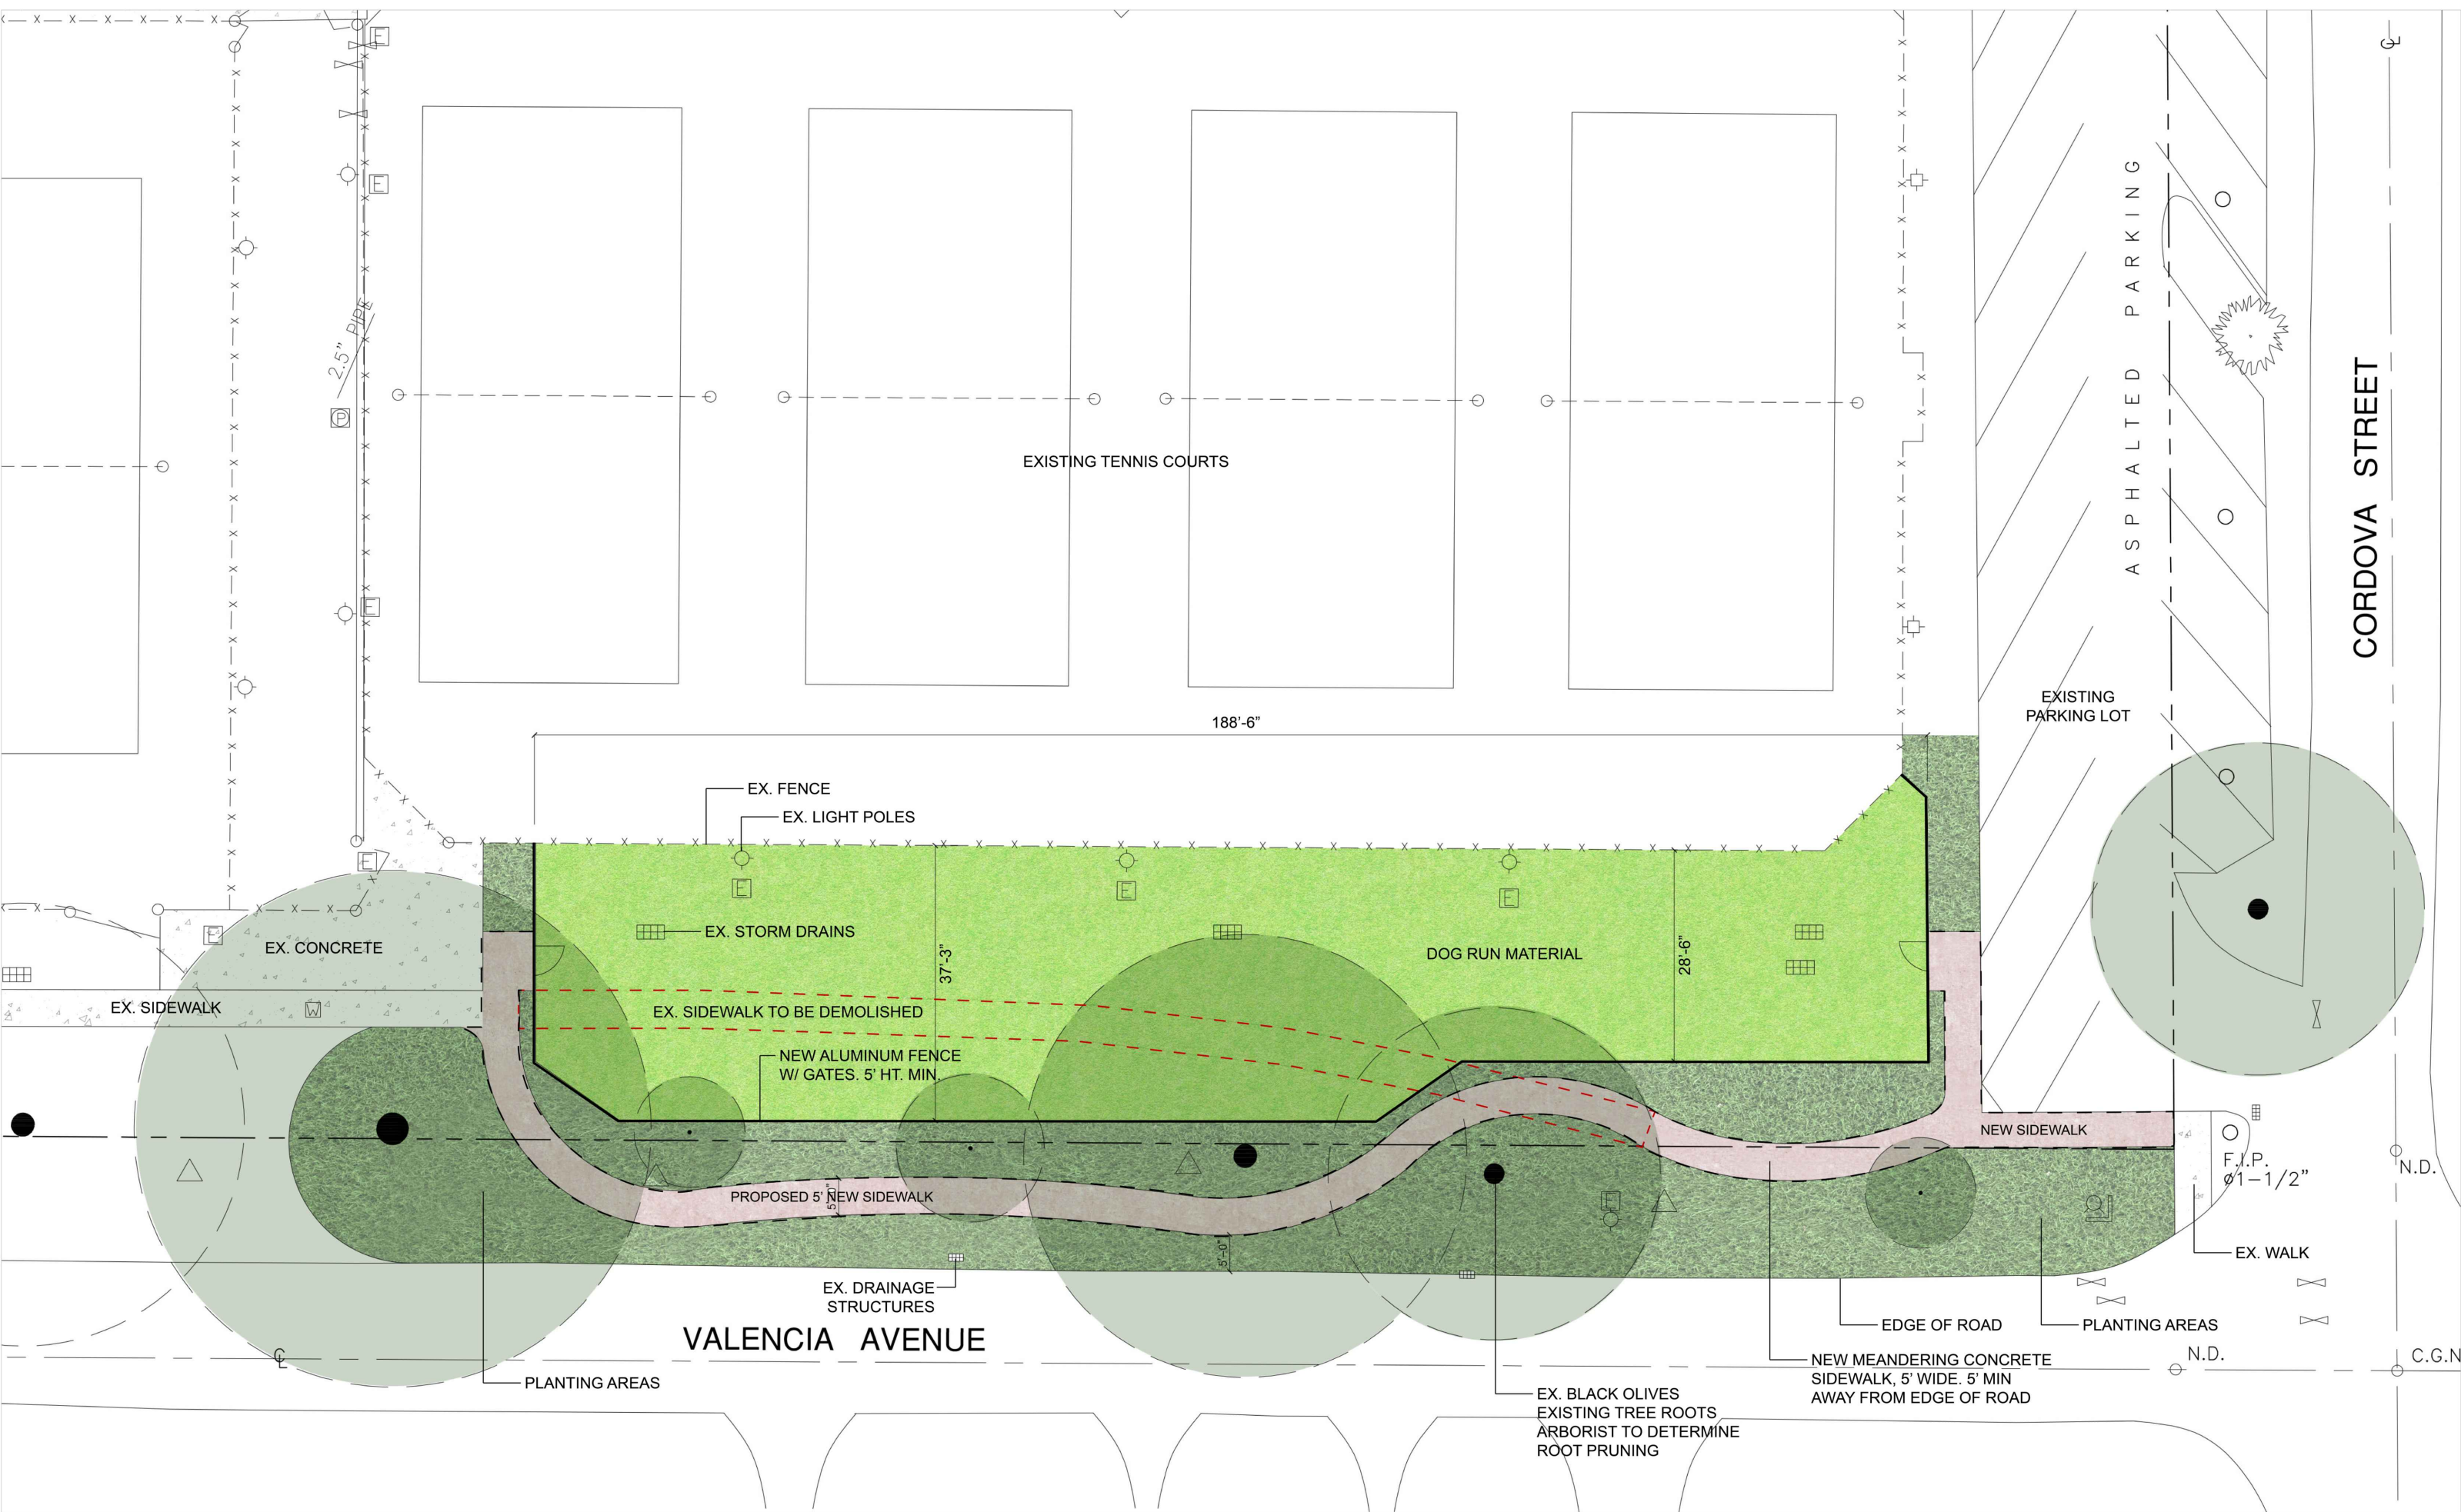 E
E
2.5" PIPE
P
E
EXISTING TENNIS COURTS
ASPHALTED PARKING
CORDOVA STREET
EXISTING
PARKING LOT
188'-6"
EX. FENCE
EX. LIGHT POLES
E
E
E
E
EX. STORM DRAINS
37'-3"
DOG RUN MATERIAL
28'-6"
E
EX. CONCRETE
EX. SIDEWALK
W
EX. SIDEWALK TO BE DEMOLISHED
NEW ALUMINUM FENCE
W/ GATES. 5' HT. MIN.
NEW SIDEWALK
F.I.P.
ø1-1/2"
N.D.
PROPOSED 5' NEW SIDEWALK
E
5'-0"
EX. WALK
EX. DRAINAGE
STRUCTURES
VALENCIA AVENUE
EDGE OF ROAD
PLANTING AREAS
N.D.
C.G.N
NEW MEANDERING CONCRETE
SIDEWALK, 5' WIDE. 5' MIN
AWAY FROM EDGE OF ROAD
PLANTING AREAS
EX. BLACK OLIVES
EXISTING TREE ROOTS
ARBORIST TO DETERMINE
ROOT PRUNING